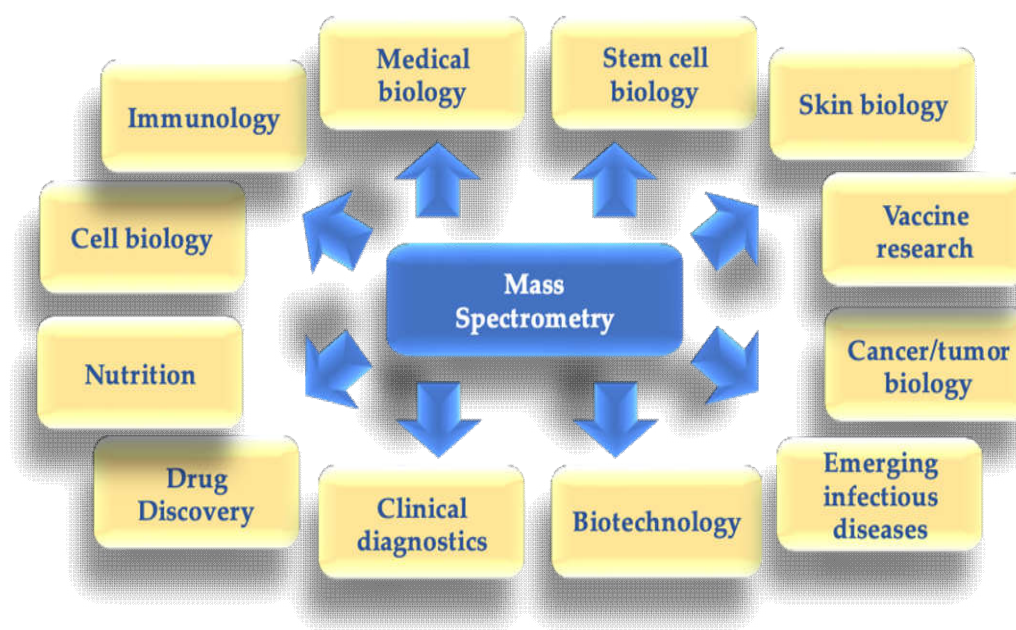 Medical
biology
Stem cell
biology
Immunology
Skin biology
Cell biology
Vaccine
research
Mass
Spectrometry
Nutrition
Cancer/tumor
biology
Drug
Discovery
Clinical
diagnostics
Biotechnology
Emerging
infectious
diseases